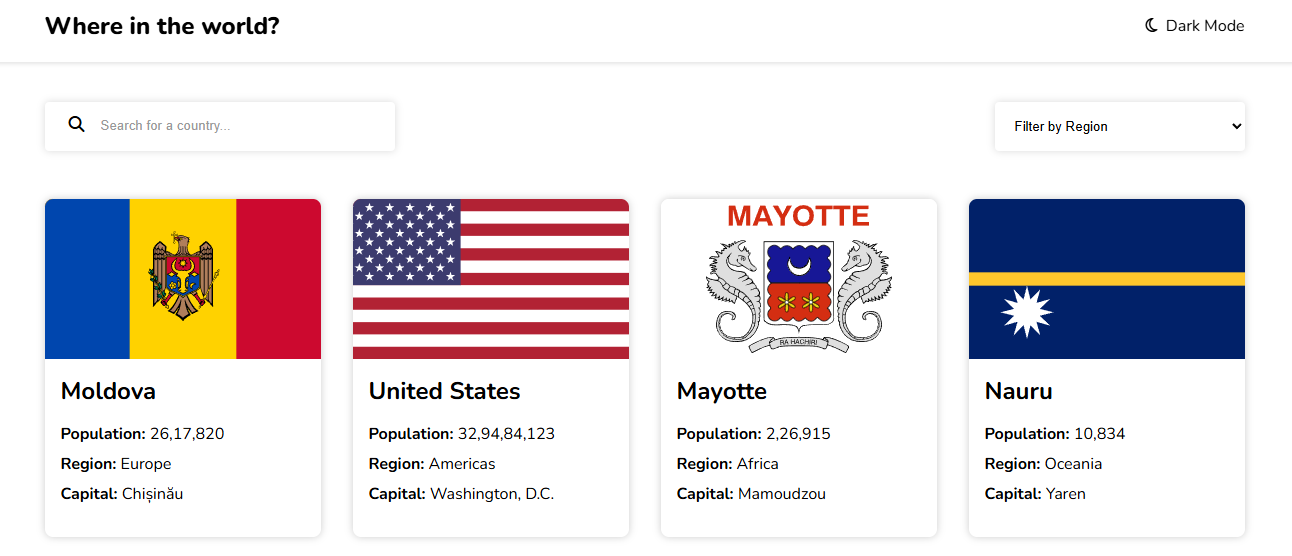 Where in the world?
Dark Mode
Search for a country...
Filter by Region
MAYOTTE
RA HACHIRI
Moldova
Population: 26,17,820
Region: Europe
Capital: Chișinău
United States
Population: 32,94,84,123
Region: Americas
Capital: Washington, D.C.
Mayotte
Population: 2,26,915
Region: Africa
Capital: Mamoudzou
Nauru
Population: 10,834
Region: Oceania
Capital: Yaren